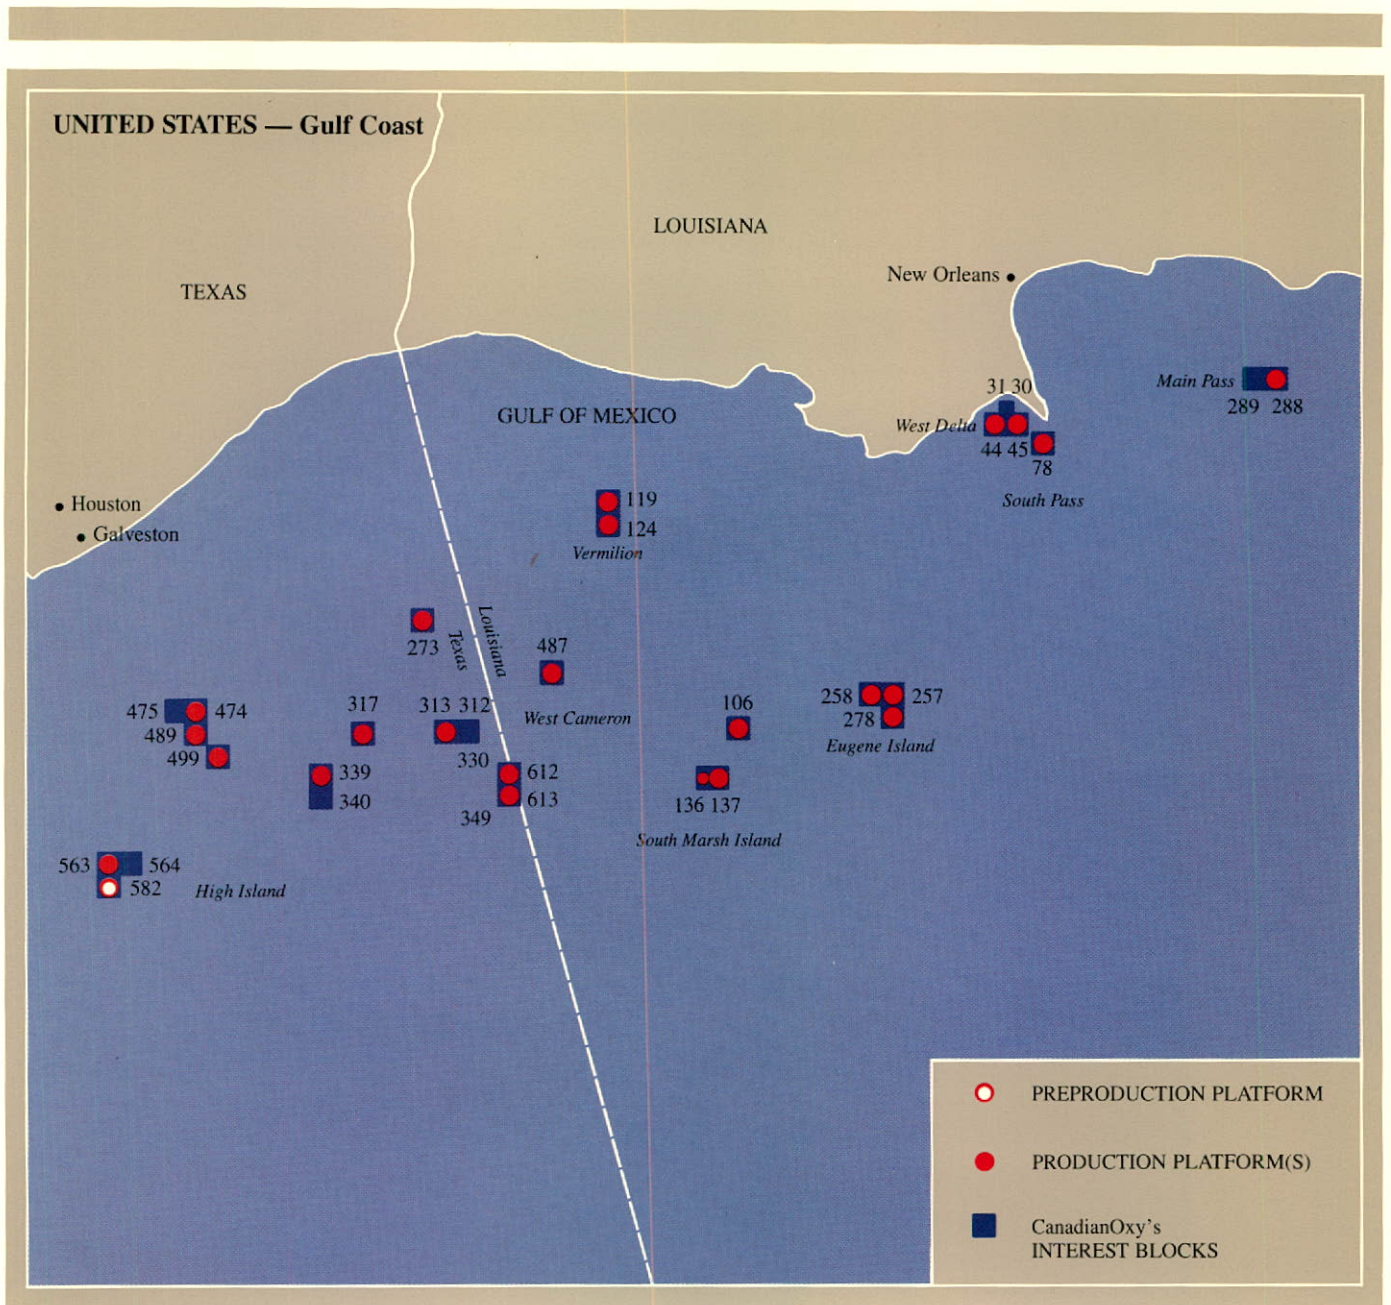 UNITED STATES — Gulf Coast
LOUISIANA
New Orleans
TEXAS
Main Pass
289 288
31 30
West Delta
44 45
78
South Pass
GULF OF MEXICO
Houston
Galveston
119
124
Vermilion
273
Texas
Louisiana
487
West Cameron
475 474
489
499
317
313 312
330
612
613
349
339
340
106
136 137
South Marsh Island
258 257
278
Eugene Island
563 564
582
High Island
PREPRODUCTION PLATFORM
PRODUCTION PLATFORM(S)
CanadianOxy's
INTEREST BLOCKS